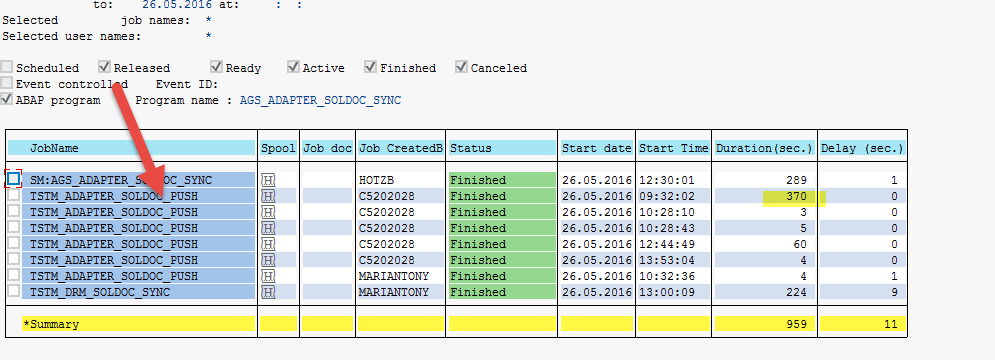 to: 26.05.2016 at: : :
Selected job names: *
Selected user names: *
Scheduled Released Ready Active Finished Canceled
Event controlled Event ID:
ABAP program Program name : AGS_ADAPTER_SOLDOC_SYNC
JobName Spool Job doc Job CreatedB Status Start date Start Time Duration(sec.) Delay (sec.)
SM:AGS_ADAPTER_SOLDOC_SYNC HOTZB Finished 26.05.2016 12:30:01 289 1
TSTM_ADAPTER_SOLDOC_PUSH C5202028 Finished 26.05.2016 09:32:02 370 0
TSTM_ADAPTER_SOLDOC_PUSH C5202028 Finished 26.05.2016 10:28:10 3 0
TSTM_ADAPTER_SOLDOC_PUSH C5202028 Finished 26.05.2016 10:28:43 5 0
TSTM_ADAPTER_SOLDOC_PUSH C5202028 Finished 26.05.2016 12:44:49 60 0
TSTM_ADAPTER_SOLDOC_PUSH C5202028 Finished 26.05.2016 13:53:04 4 0
TSTM_ADAPTER_SOLDOC_PUSH MARIANTONY Finished 26.05.2016 10:32:36 4 1
TSTM_DRM_SOLDOC_SYNC MARIANTONY Finished 26.05.2016 13:00:09 224 9
*Summary 959 11